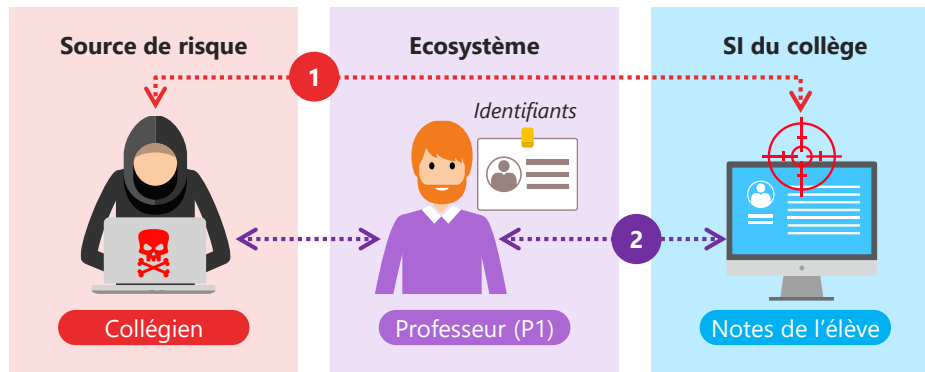 Source de risque
Ecosystème
SI du collège
1
Identifiants
2
Collégien
Professeur (P1)
Notes de l'élève